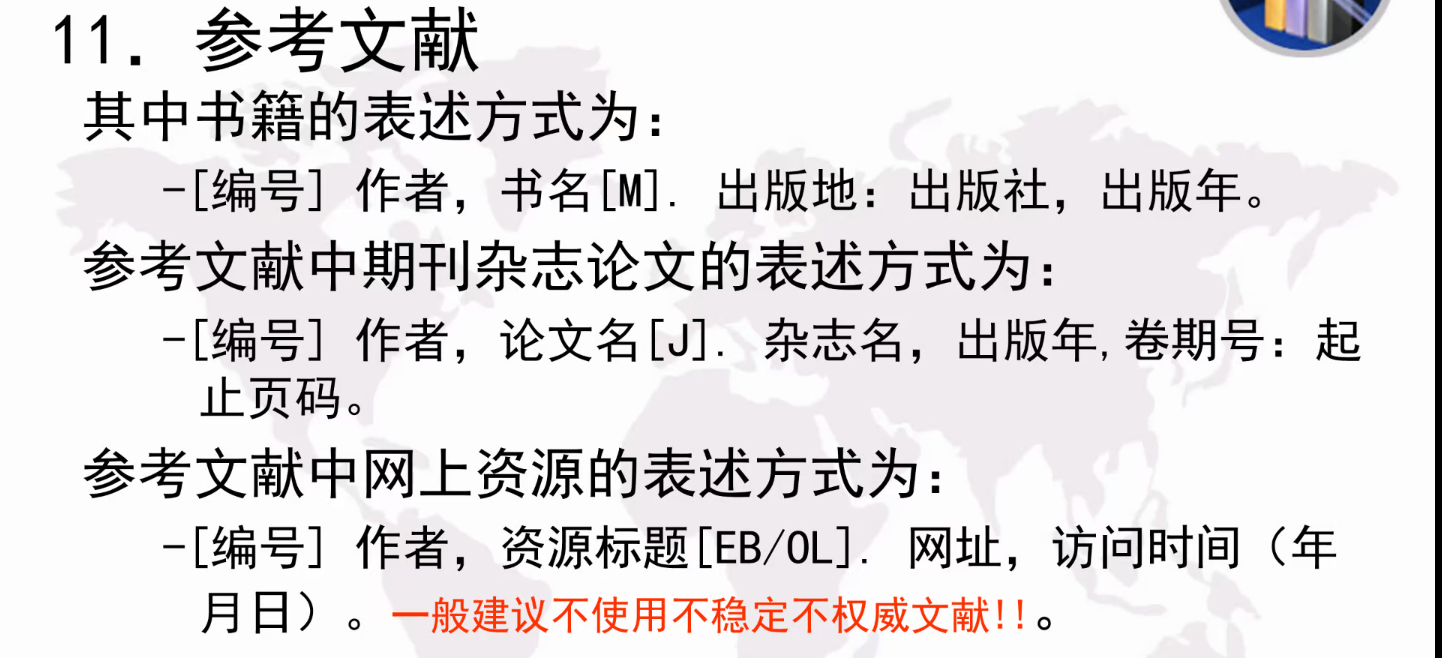 11. 参考文献
其中书籍的表述方式为：
-[编号] 作者，书名[M]. 出版地：出版社，出版年。
参考文献中期刊杂志论文的表述方式为：
-[编号] 作者，论文名[J]. 杂志名，出版年,卷期号：起
止页码。
参考文献中网上资源的表述方式为：
-[编号] 作者，资源标题[EB/OL]. 网址，访问时间（年
月日）。一般建议不使用不稳定不权威文献!!。